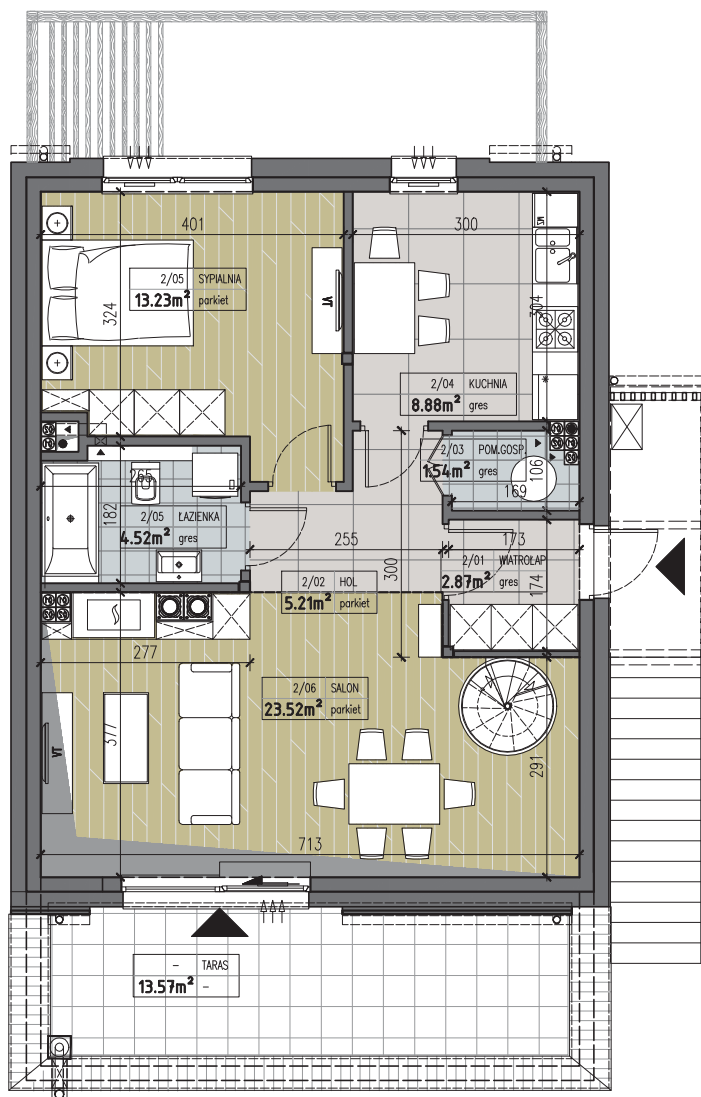 401
300
2/05 SYPIALNIA
13.23m² parkiet
324
TV
304
2/04 KUCHNIA
8.88m² gres
2/03 POM.GOSP.
1.54m² gres
106
169
265
182
2/05 ŁAZIENKA
4.52m² gres
255
173
300
2/01 WIATROŁAP
2.87m² gres
174
2/02 HOL
5.21m² parkiet
277
2/06 SALON
23.52m² parkiet
377
TV
291
713
- TARAS
13.57m² -